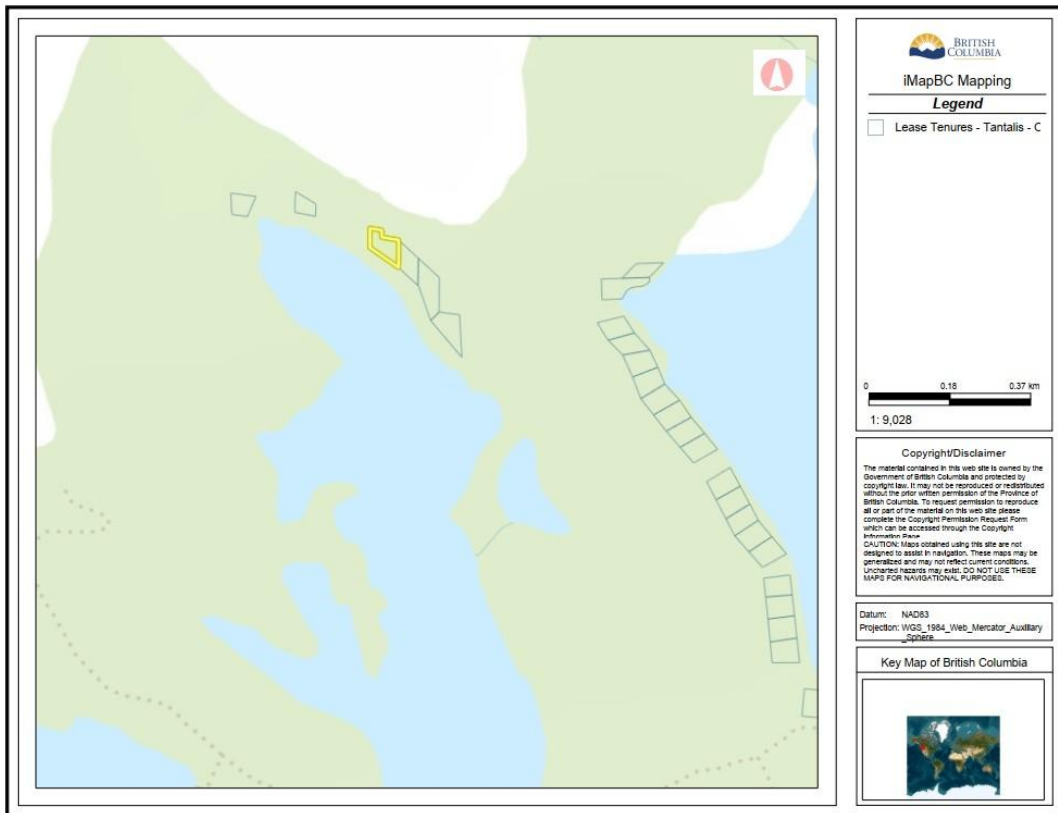 BRITISH
COLUMBIA
iMapBC Mapping
Legend
Lease Tenures - Tantalis - C
0 0.18 0.37 km
1: 9,028
Copyright/Disclaimer
The material contained in this web site is owned by the
Government of British Columbia and protected by
copyright law. It may not be reproduced or redistributed
without the prior written permission of the Province of
British Columbia. To request permission to reproduce
all or part of the material on this web site please
complete the Copyright Permission Request Form
which can be accessed through the Copyright
Information Page
CAUTION: Maps obtained using this site are not
designed to assist in navigation. These maps may be
generalized and may not reflect current conditions.
Uncharted hazards may exist. DO NOT USE THESE
MAPS FOR NAVIGATIONAL PURPOSES.
Datum: NAD83
Projection: WGS_1984_Web_Mercator_Auxiliary
_Sphere
Key Map of British Columbia